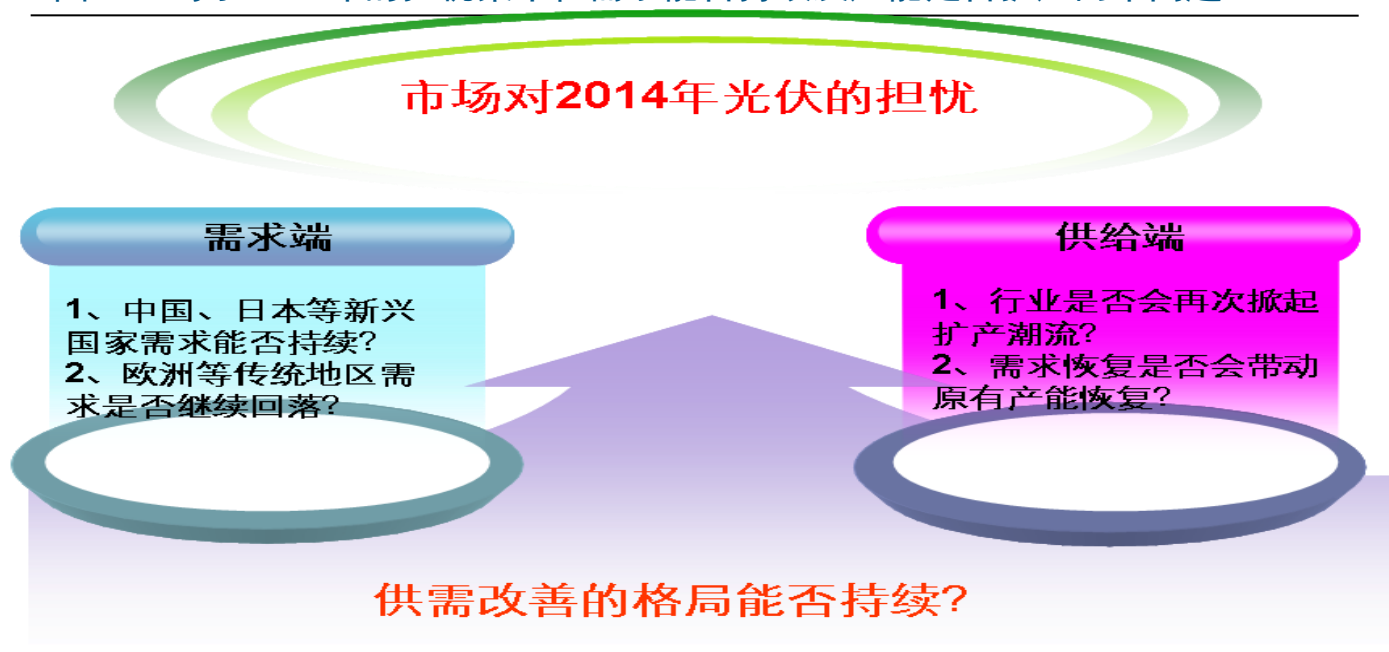 市场对2014年光伏的担忧
需求端
1、中国、日本等新兴
国家需求能否持续?
2、欧洲等传统地区需
求是否继续回落?
供给端
1、行业是否会再次掀起
扩产潮流?
2、需求恢复是否会带动
原有产能恢复?
供需改善的格局能否持续?